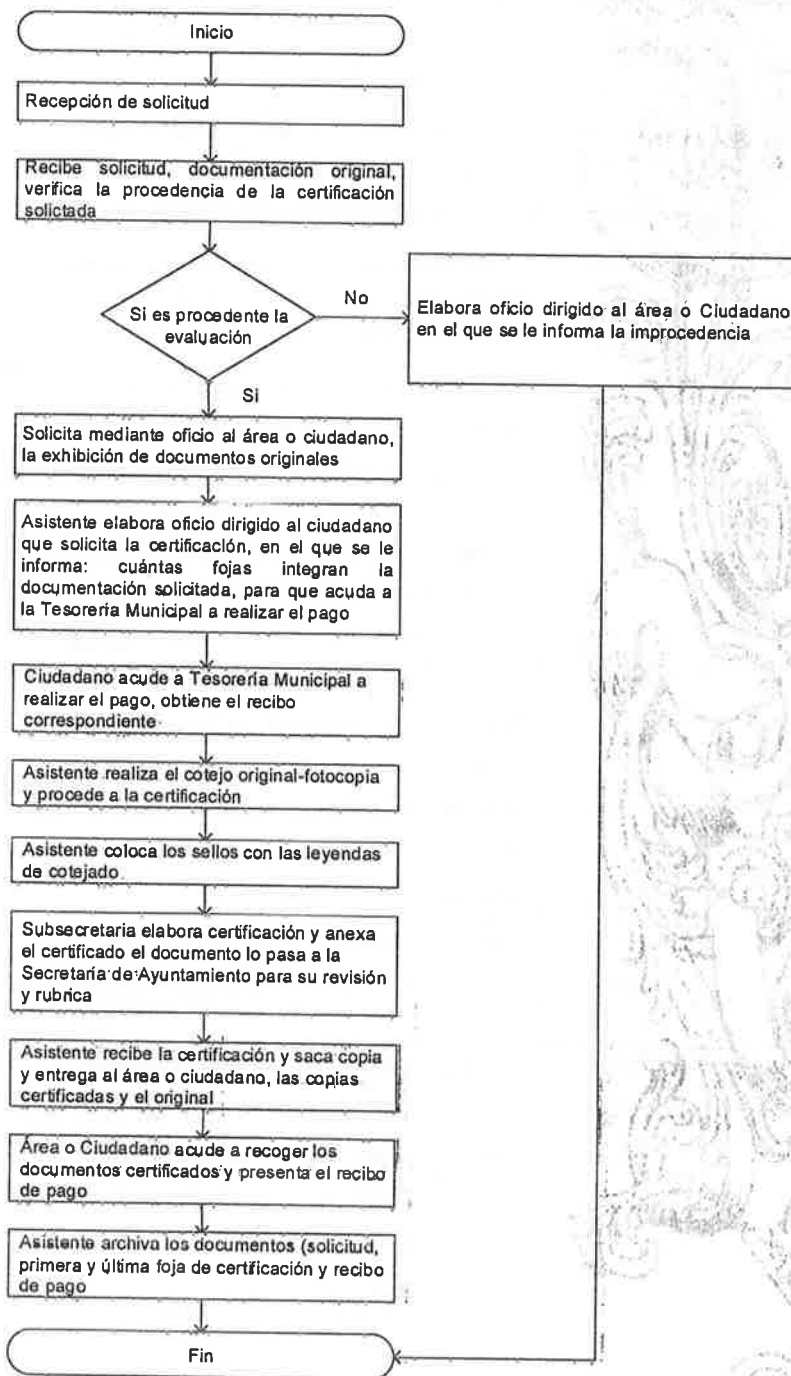 Inicio
Recepción de solicitud
Recibe solicitud, documentación original,
verifica la procedencia de la certificación
solictada
Si es procedente la
evaluación
No
Elabora oficio dirigido al área o Ciudadano
en el que se le informa la improcedencia
Si
Solicita mediante oficio al área o ciudadano,
la exhibición de documentos originales
Asistente elabora oficio dirigido al ciudadano
que solicita la certificación, en el que se le
informa: cuántas fojas integran la
documentación solicitada, para que acuda a
la Tesorería Municipal a realizar el pago
Ciudadano acude a Tesorería Municipal a
realizar el pago, obtiene el recibo
correspondiente
Asistente realiza el cotejo original-fotocopia
y procede a la certificación
Asistente coloca los sellos con las leyendas
de cotejado
Subsecretaria elabora certificación y anexa
el certificado el documento lo pasa a la
Secretaría de Ayuntamiento para su revisión
y rubrica
Asistente recibe la certificación y saca copia
y entrega al área o ciudadano, las copias
certificadas y el original
Área o Ciudadano acude a recoger los
documentos certificados y presenta el recibo
de pago
Asistente archiva los documentos (solicitud,
primera y última foja de certificación y recibo
de pago
Fin